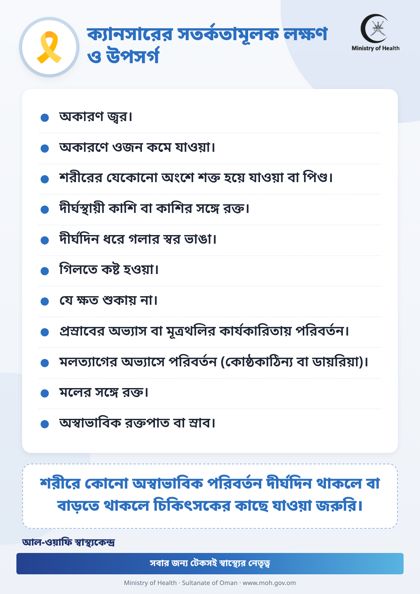 ক্যানসারের সতর্কতামূলক লক্ষণ
ও উপসর্গ
Ministry of Health
অকারণ জ্বর।
অকারণে ওজন কমে যাওয়া।
শরীরের যেকোনো অংশে শক্ত হয়ে যাওয়া বা পিণ্ড।
দীর্ঘস্থায়ী কাশি বা কাশির সঙ্গে রক্ত।
দীর্ঘদিন ধরে গলার স্বর ভাঙা।
গিলতে কষ্ট হওয়া।
যে ক্ষত শুকায় না।
প্রস্রাবের অভ্যাস বা মূত্রথলির কার্যকারিতায় পরিবর্তন।
মলত্যাগের অভ্যাসে পরিবর্তন (কোষ্ঠকাঠিন্য বা ডায়রিয়া)।
মলের সঙ্গে রক্ত।
অস্বাভাবিক রক্তপাত বা স্রাব।
শরীরে কোনো অস্বাভাবিক পরিবর্তন দীর্ঘদিন থাকলে বা
বাড়তে থাকলে চিকিৎসকের কাছে যাওয়া জরুরি।
আল-ওয়াফি স্বাস্থ্যকেন্দ্র
সবার জন্য টেকসই স্বাস্থ্যের নেতৃত্ব
Ministry of Health · Sultanate of Oman · www.moh.gov.om